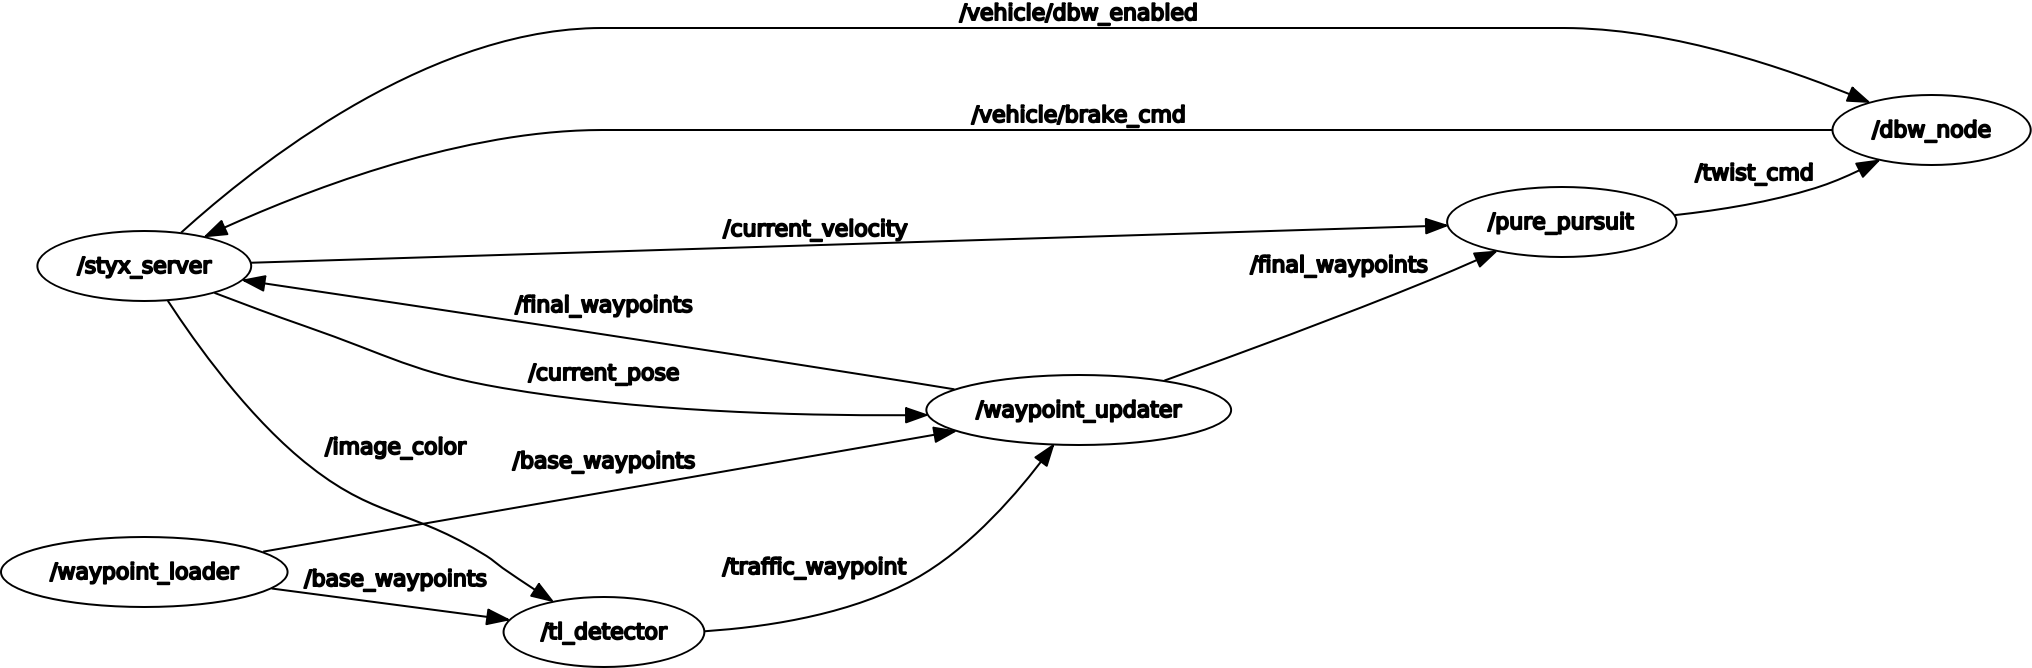 /vehicle/dbw_enabled
/vehicle/brake_cmd
/dbw_node
/twist_cmd
/pure_pursuit
/current_velocity
/styx_server
/final_waypoints
/final_waypoints
/current_pose
/waypoint_updater
/image_color
/base_waypoints
/traffic_waypoint
/waypoint_loader
/base_waypoints
/tl_detector